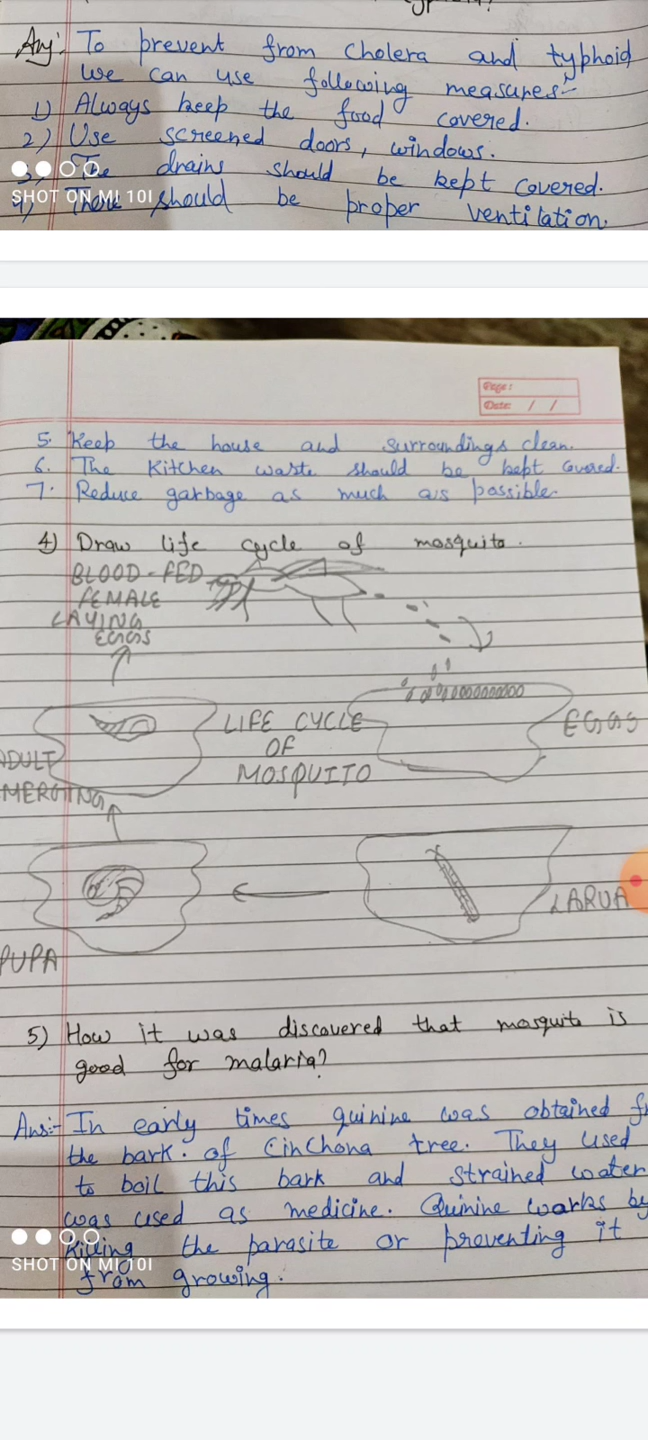 Ans:- To prevent from cholera and typhoid
we can use following measures:-
1) Always keep the food covered.
2) Use screened doors, windows.
The drains should be kept covered.
SHOT ON MI 10I
4) There should be proper ventilation.
Page:
Date: / /
5. Keep the house and surroundings clean.
6. The Kitchen waste should be kept covered.
7. Reduce garbage as much as possible.
4) Draw life cycle of mosquito.
BLOOD-FED
FEMALE
LAYING
EGGS
LIFE CYCLE
OF
MOSQUITO
EGGS
ADULT
EMERGING
LARVA
PUPA
5) How it was discovered that mosquito is
good for malaria?
Ans:- In early times quinine was obtained
the bark. of Cinchona tree. They used
to boil this bark and strained water
was used as medicine. Quinine works by
killing the parasite or preventing it
SHOT ON MI 10I
from growing.